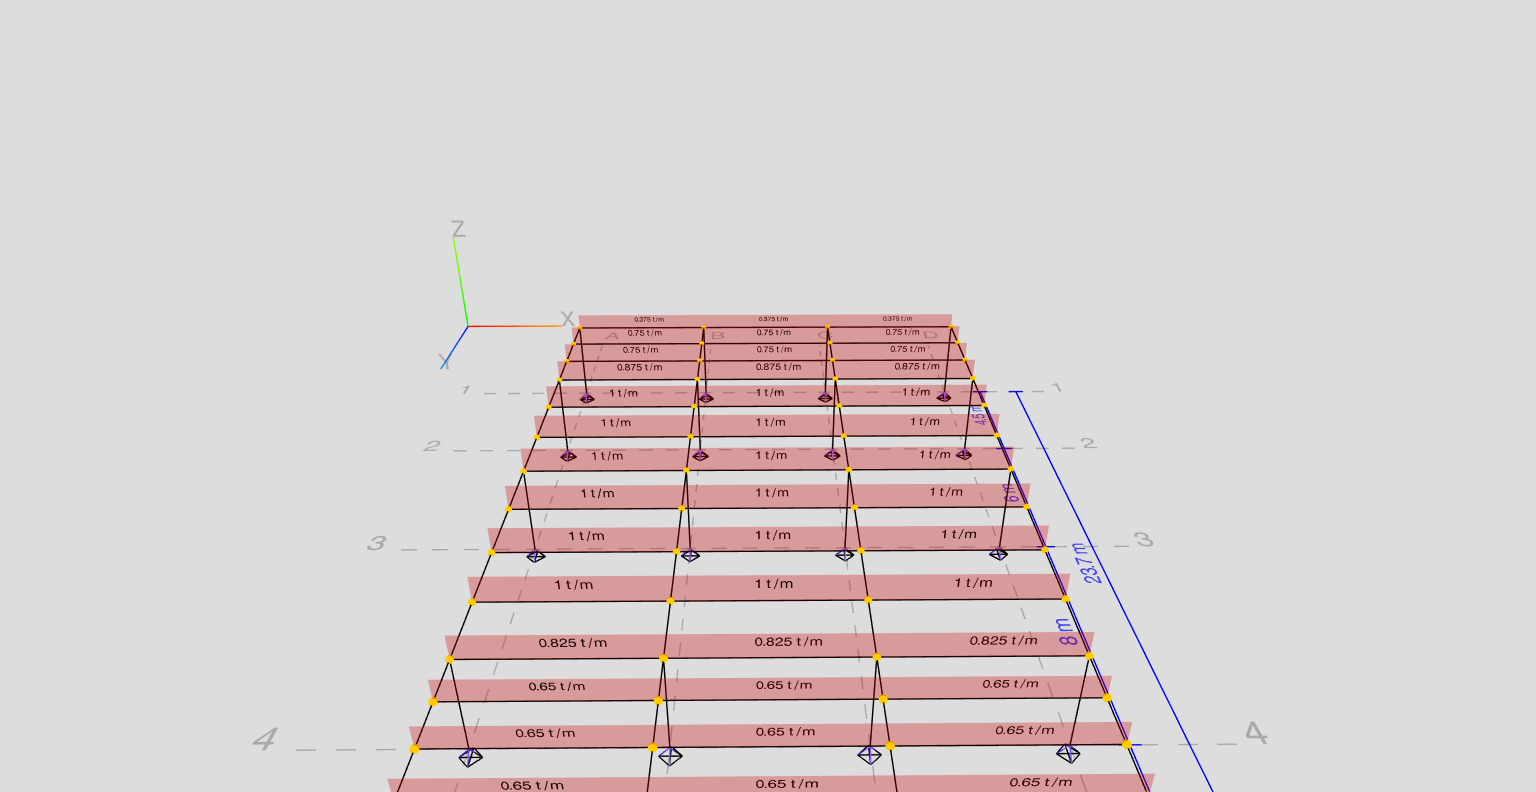 Z
X
Y
0.375 t/m 0.375 t/m 0.375 t/m
A B C D
0.75 t/m 0.75 t/m 0.75 t/m
0.75 t/m 0.75 t/m 0.75 t/m
0.875 t/m 0.875 t/m 0.875 t/m
1 1 t/m 1 t/m 1 t/m 1
4.5 m
1 t/m 1 t/m 1 t/m
2 1 t/m 1 t/m 1 t/m 2
1 t/m 1 t/m 1 t/m 6 m
1 t/m 1 t/m 1 t/m
3 3
23.7 m
1 t/m 1 t/m 1 t/m
8 m
0.825 t/m 0.825 t/m 0.825 t/m
0.65 t/m 0.65 t/m 0.65 t/m
4 0.65 t/m 0.65 t/m 0.65 t/m 4
0.65 t/m 0.65 t/m 0.65 t/m